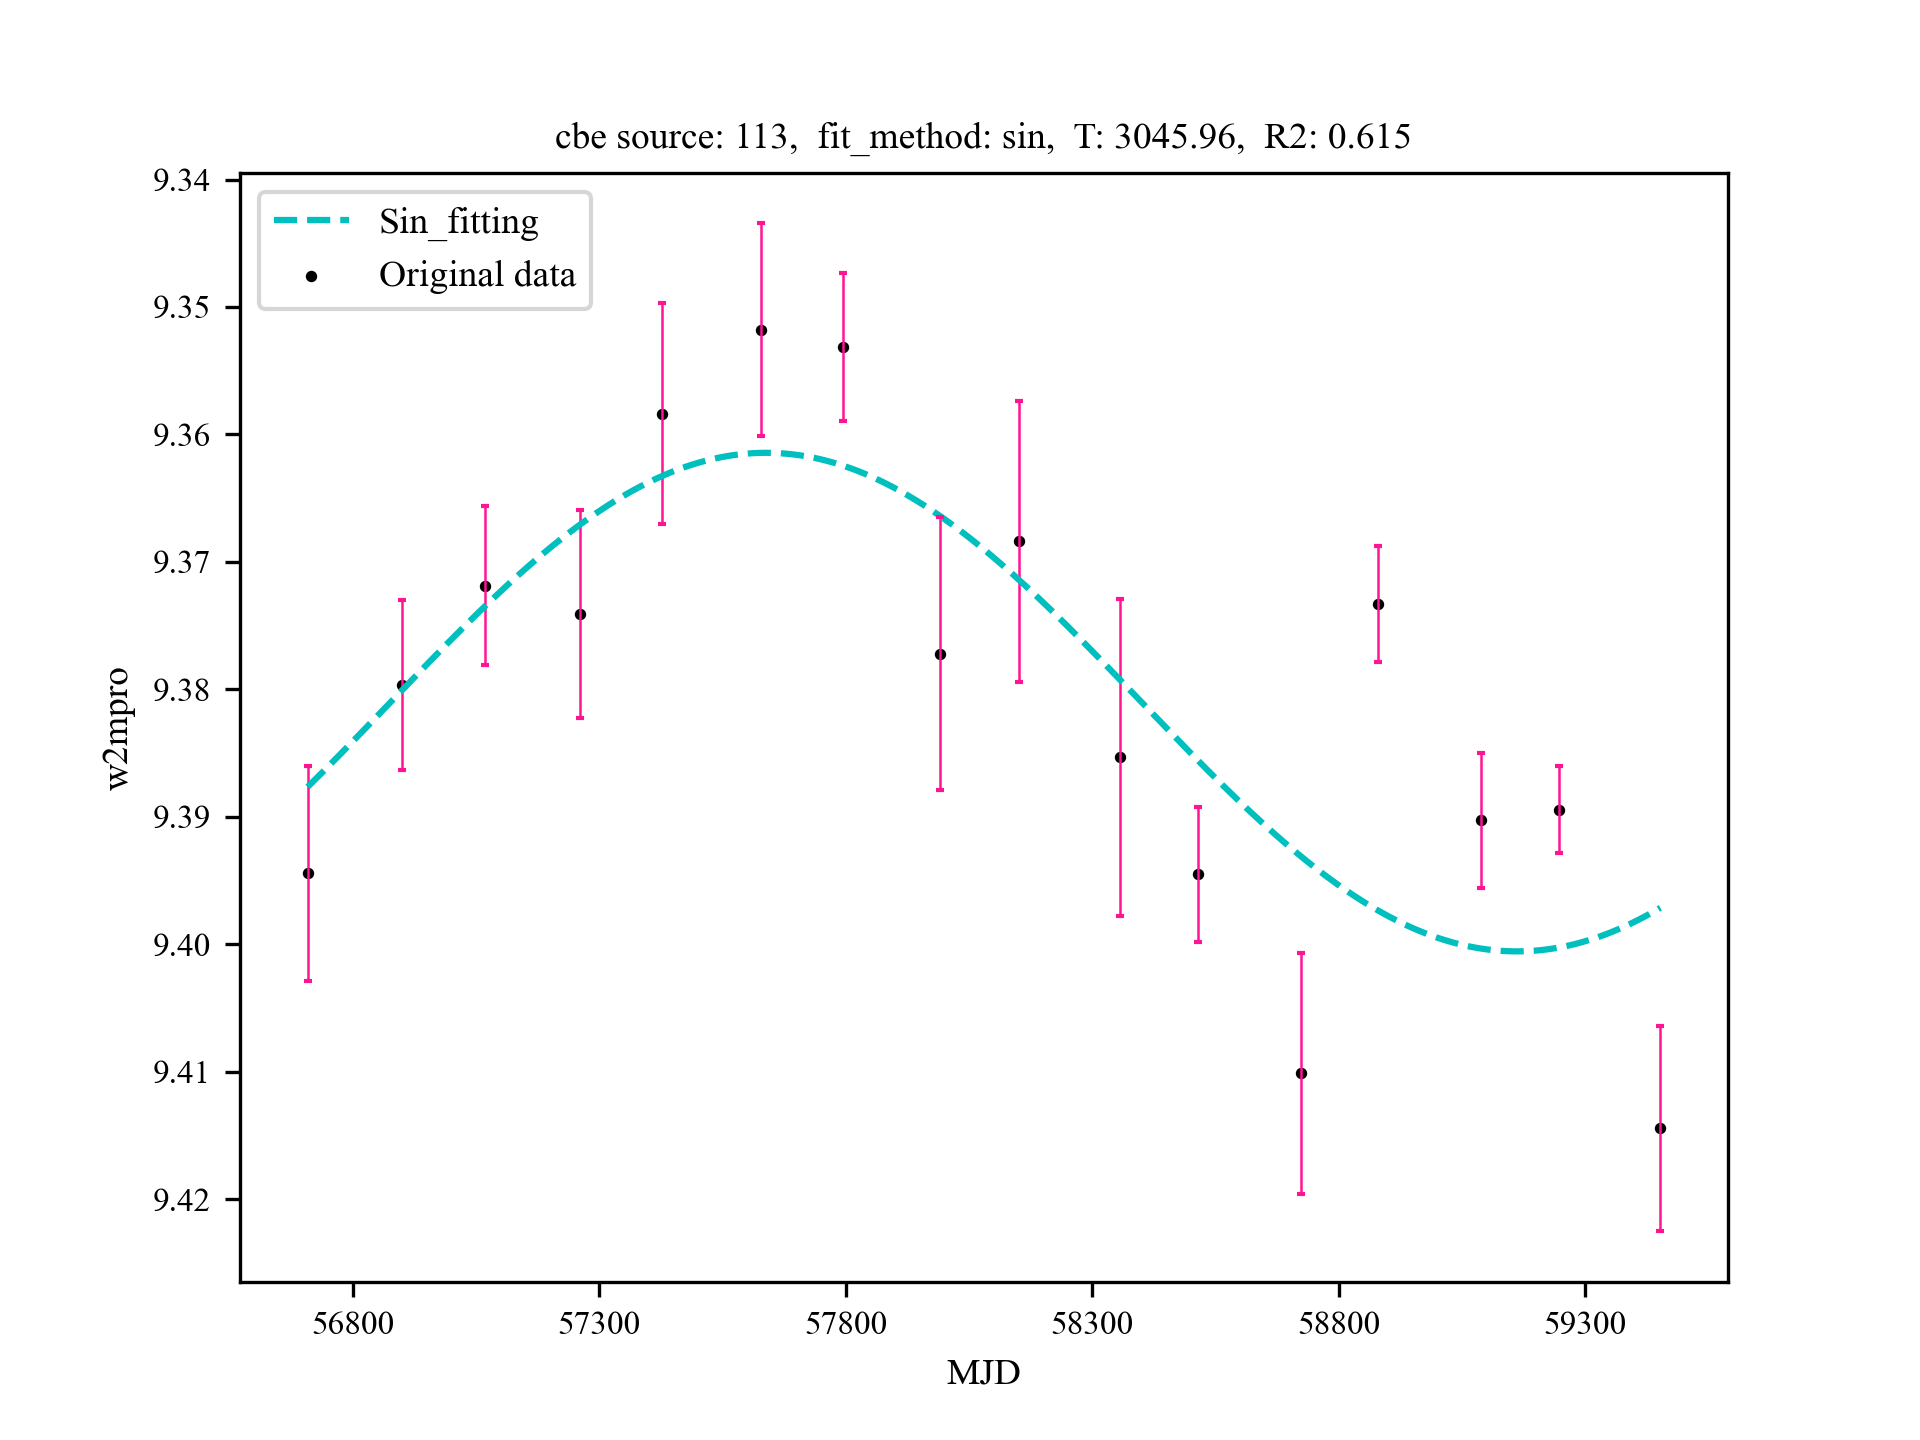 cbe source: 113,  fit_method: sin,  T: 3045.96,  R2: 0.615
9.34
Sin_fitting
Original data
9.35
9.36
9.37
9.38
9.39
9.40
9.41
9.42
w2mpro
56800 57300 57800 58300 58800 59300
MJD